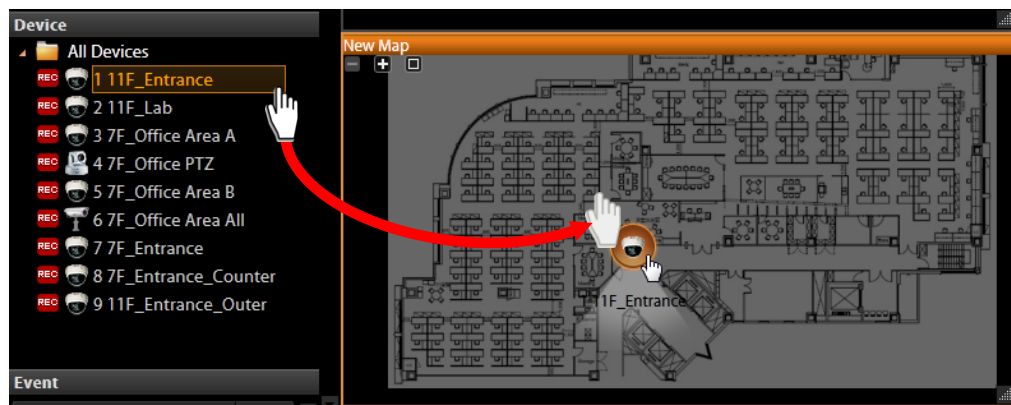 Device
All Devices
REC 1 11F_Entrance
REC 2 11F_Lab
REC 3 7F_Office Area A
REC 4 7F_Office PTZ
REC 5 7F_Office Area B
REC 6 7F_Office Area All
REC 7 7F_Entrance
REC 8 7F_Entrance_Counter
REC 9 11F_Entrance_Outer
Event
New Map
11F_Entrance